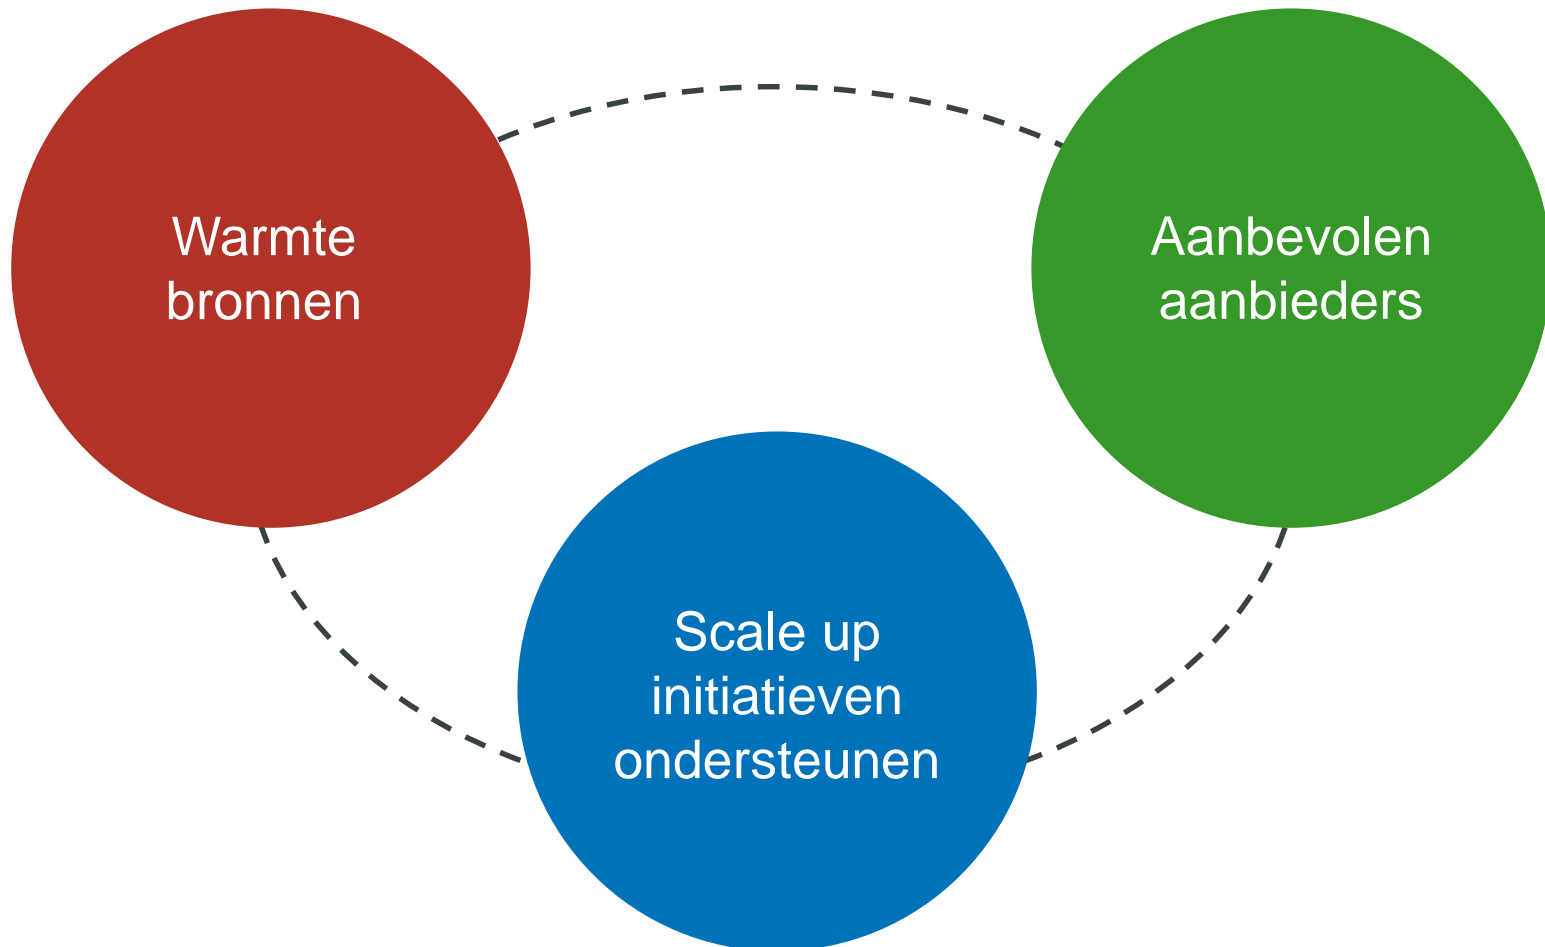 Warmte
bronnen
Aanbevolen
aanbieders
Scale up
initiatieven
ondersteunen